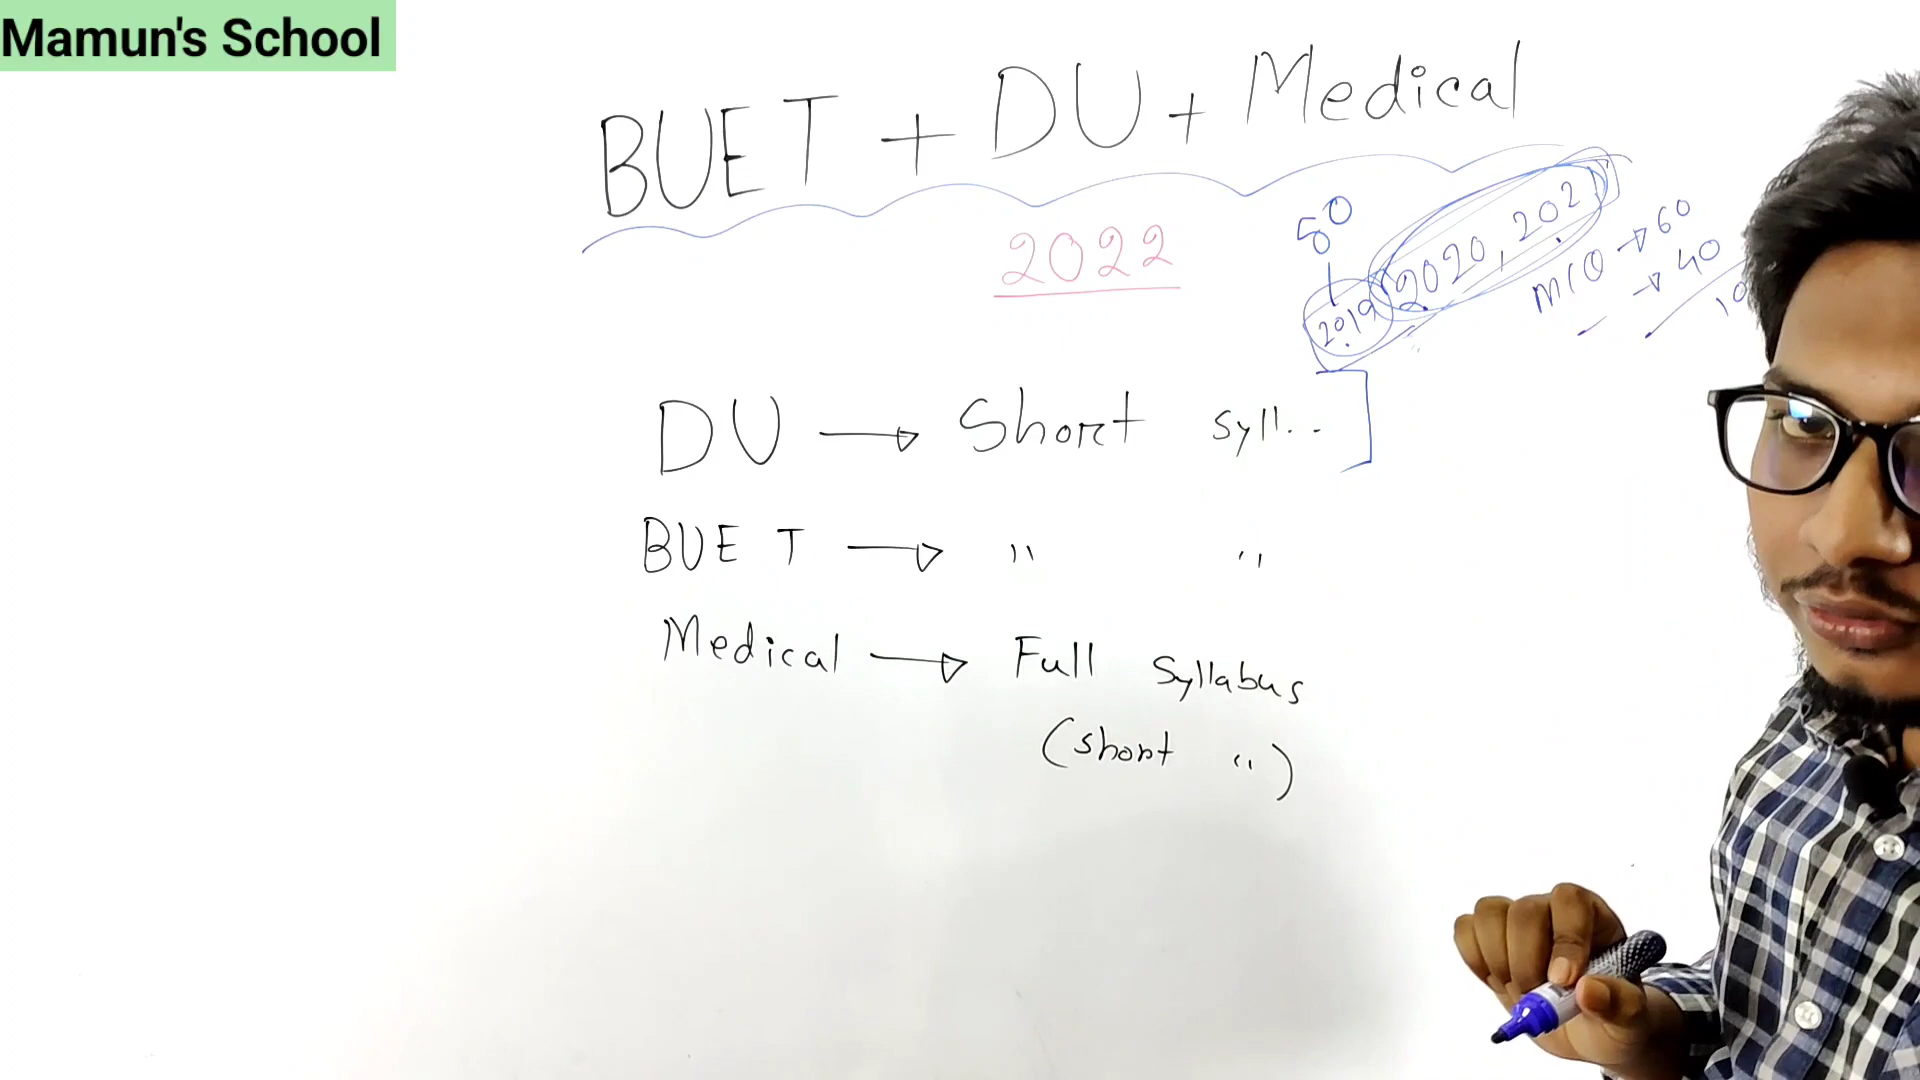 Mamun's School
BUET + DU + Medical
2022
50
2019 2020, 2021
MCQ → 60
→ 40
DU → Short Syll..
BUET → " "
Medical → Full Syllabus
(short ")